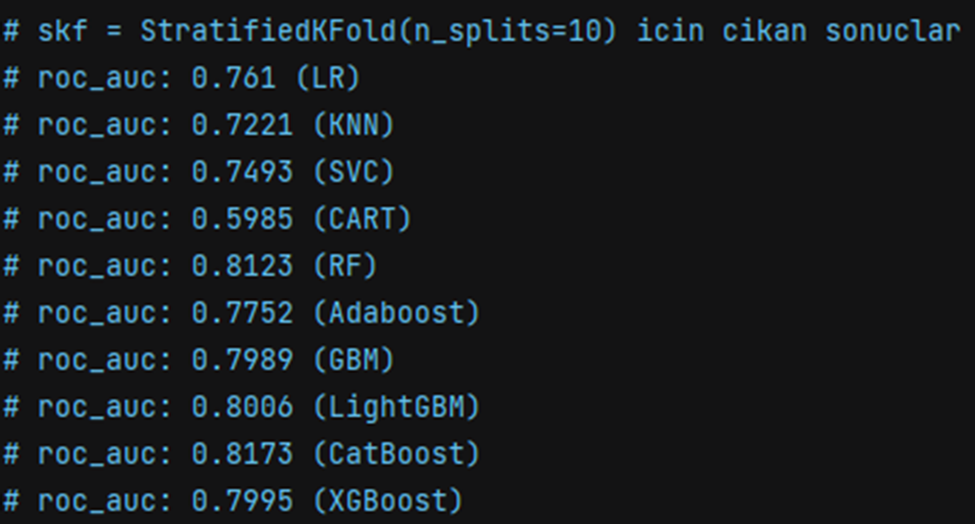 # skf = StratifiedKFold(n_splits=10) icin cikan sonuclar
# roc_auc: 0.761 (LR)
# roc_auc: 0.7221 (KNN)
# roc_auc: 0.7493 (SVC)
# roc_auc: 0.5985 (CART)
# roc_auc: 0.8123 (RF)
# roc_auc: 0.7752 (Adaboost)
# roc_auc: 0.7989 (GBM)
# roc_auc: 0.8006 (LightGBM)
# roc_auc: 0.8173 (CatBoost)
# roc_auc: 0.7995 (XGBoost)